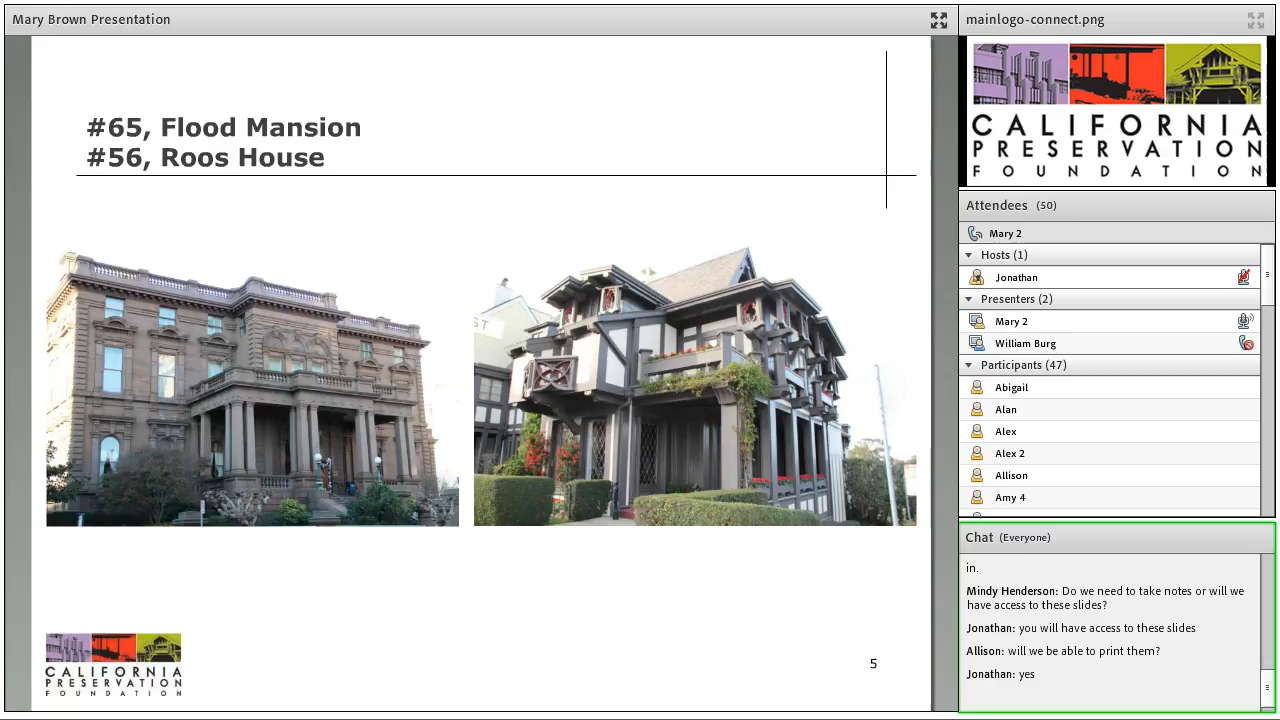 Mary Brown Presentation
#65, Flood Mansion
#56, Roos House
ST
CALIFORNIA
PRESERVATION
FOUNDATION
5
mainlogo-connect.png
CALIFORNIA
PRESERVATION
FOUNDATION
Attendees (50)
Mary 2
Hosts (1)
Jonathan
Presenters (2)
Mary 2
William Burg
Participants (47)
Abigail
Alan
Alex
Alex 2
Allison
Amy 4
Chat (Everyone)
in.
Mindy Henderson: Do we need to take notes or will we
have access to these slides?
Jonathan: you will have access to these slides
Allison: will we be able to print them?
Jonathan: yes